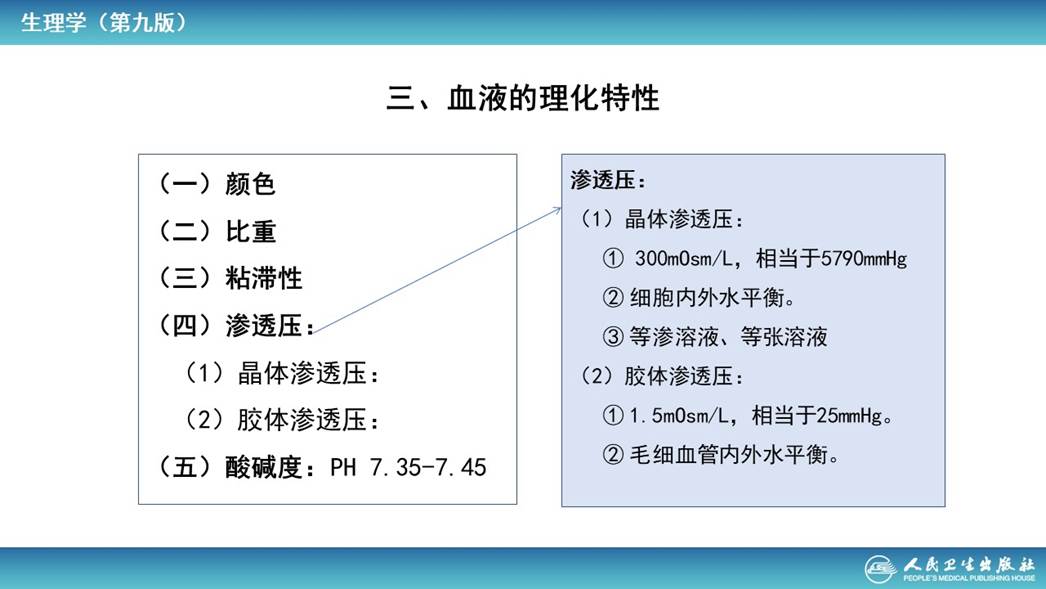 生理学（第九版）
三、血液的理化特性
（一）颜色
（二）比重
（三）粘滞性
（四）渗透压：
（1）晶体渗透压：
（2）胶体渗透压：
（五）酸碱度：PH 7.35-7.45
渗透压：
（1）晶体渗透压：
① 300mOsm/L，相当于5790mmHg
② 细胞内外水平衡。
③ 等渗溶液、等张溶液
（2）胶体渗透压：
① 1.5mOsm/L，相当于25mmHg。
② 毛细血管内外水平衡。
人民卫生出版社
PEOPLE'S MEDICAL PUBLISHING HOUSE